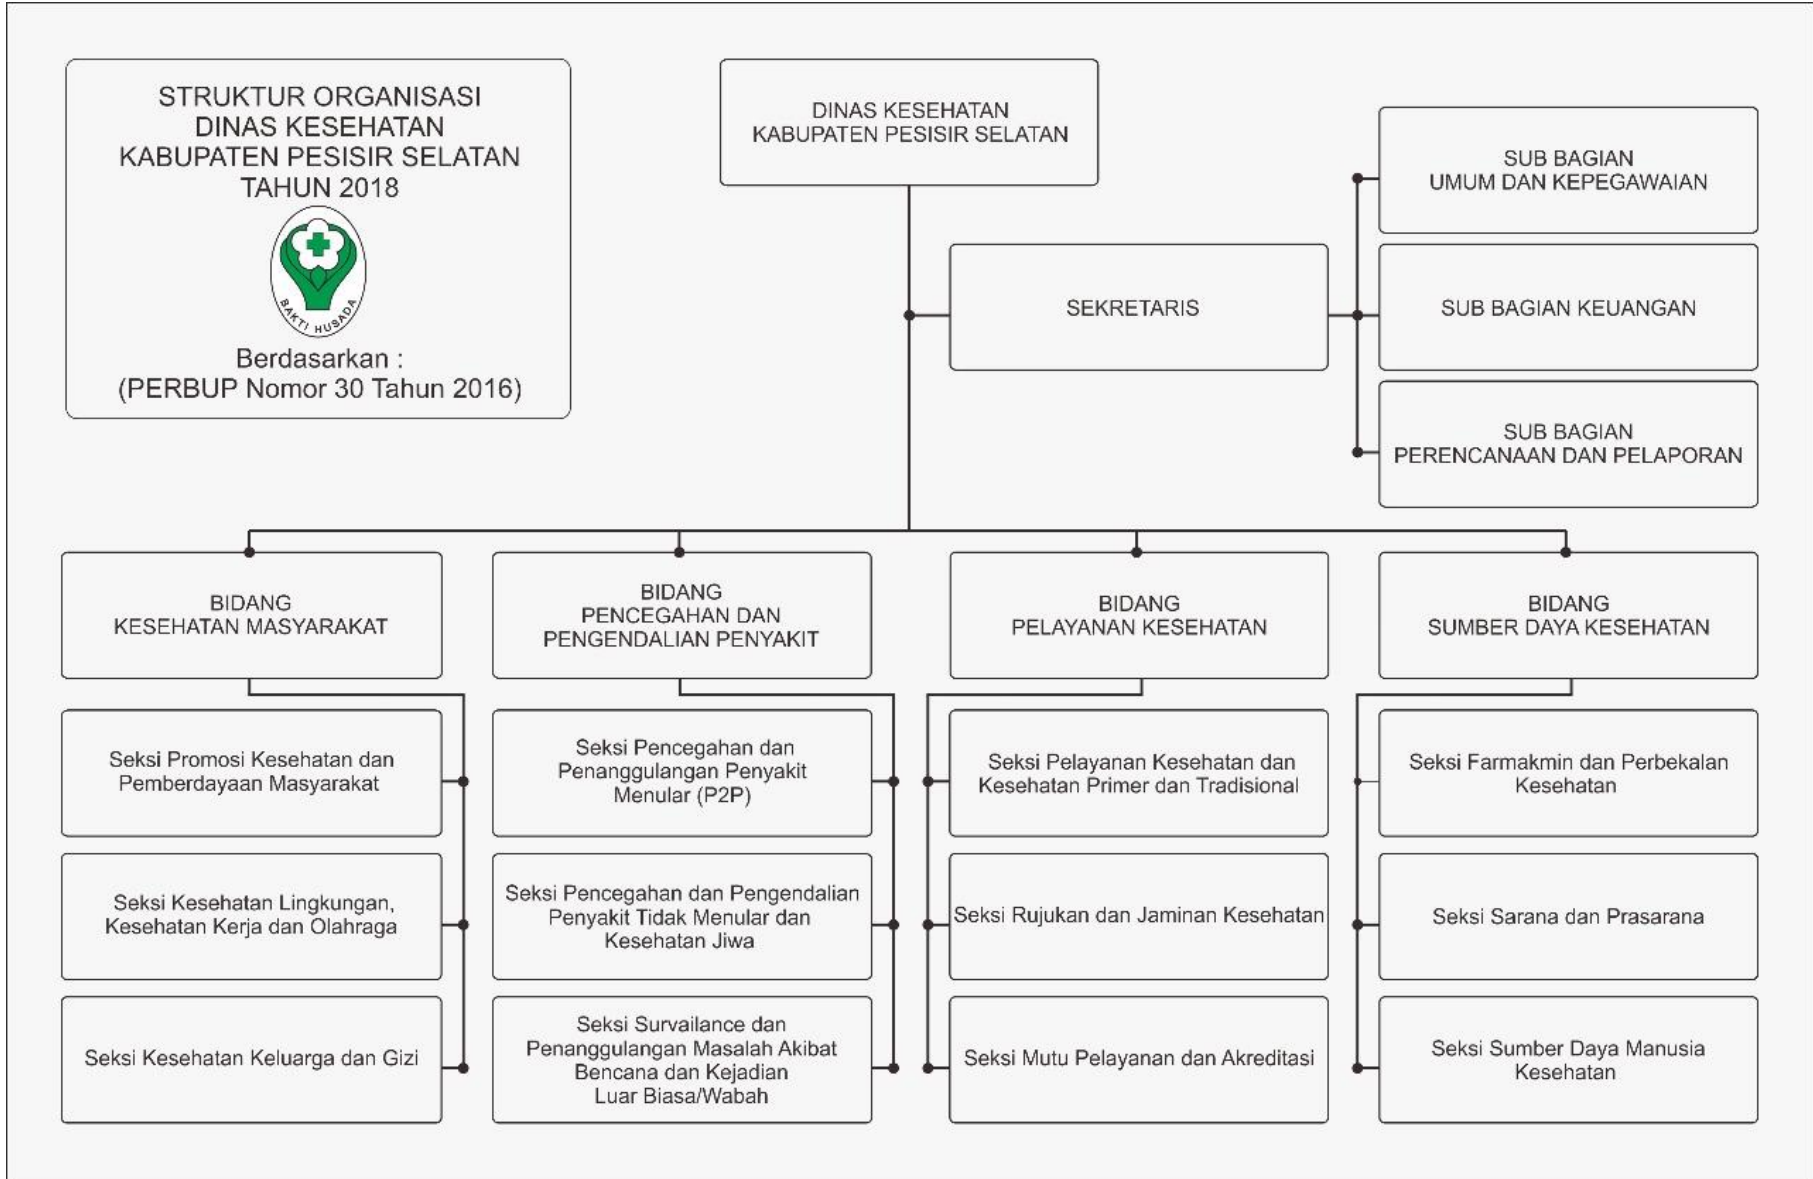 STRUKTUR ORGANISASI
DINAS KESEHATAN
KABUPATEN PESISIR SELATAN
TAHUN 2018
BAKTI HUSADA
Berdasarkan :
(PERBUP Nomor 30 Tahun 2016)
DINAS KESEHATAN
KABUPATEN PESISIR SELATAN
SEKRETARIS
SUB BAGIAN
UMUM DAN KEPEGAWAIAN
SUB BAGIAN KEUANGAN
SUB BAGIAN
PERENCANAAN DAN PELAPORAN
BIDANG
KESEHATAN MASYARAKAT
Seksi Promosi Kesehatan dan
Pemberdayaan Masyarakat
Seksi Kesehatan Lingkungan,
Kesehatan Kerja dan Olahraga
Seksi Kesehatan Keluarga dan Gizi
BIDANG
PENCEGAHAN DAN
PENGENDALIAN PENYAKIT
Seksi Pencegahan dan
Penanggulangan Penyakit
Menular (P2P)
Seksi Pencegahan dan Pengendalian
Penyakit Tidak Menular dan
Kesehatan Jiwa
Seksi Survailance dan
Penanggulangan Masalah Akibat
Bencana dan Kejadian
Luar Biasa/Wabah
BIDANG
PELAYANAN KESEHATAN
Seksi Pelayanan Kesehatan dan
Kesehatan Primer dan Tradisional
Seksi Rujukan dan Jaminan Kesehatan
Seksi Mutu Pelayanan dan Akreditasi
BIDANG
SUMBER DAYA KESEHATAN
Seksi Farmakmin dan Perbekalan
Kesehatan
Seksi Sarana dan Prasarana
Seksi Sumber Daya Manusia
Kesehatan